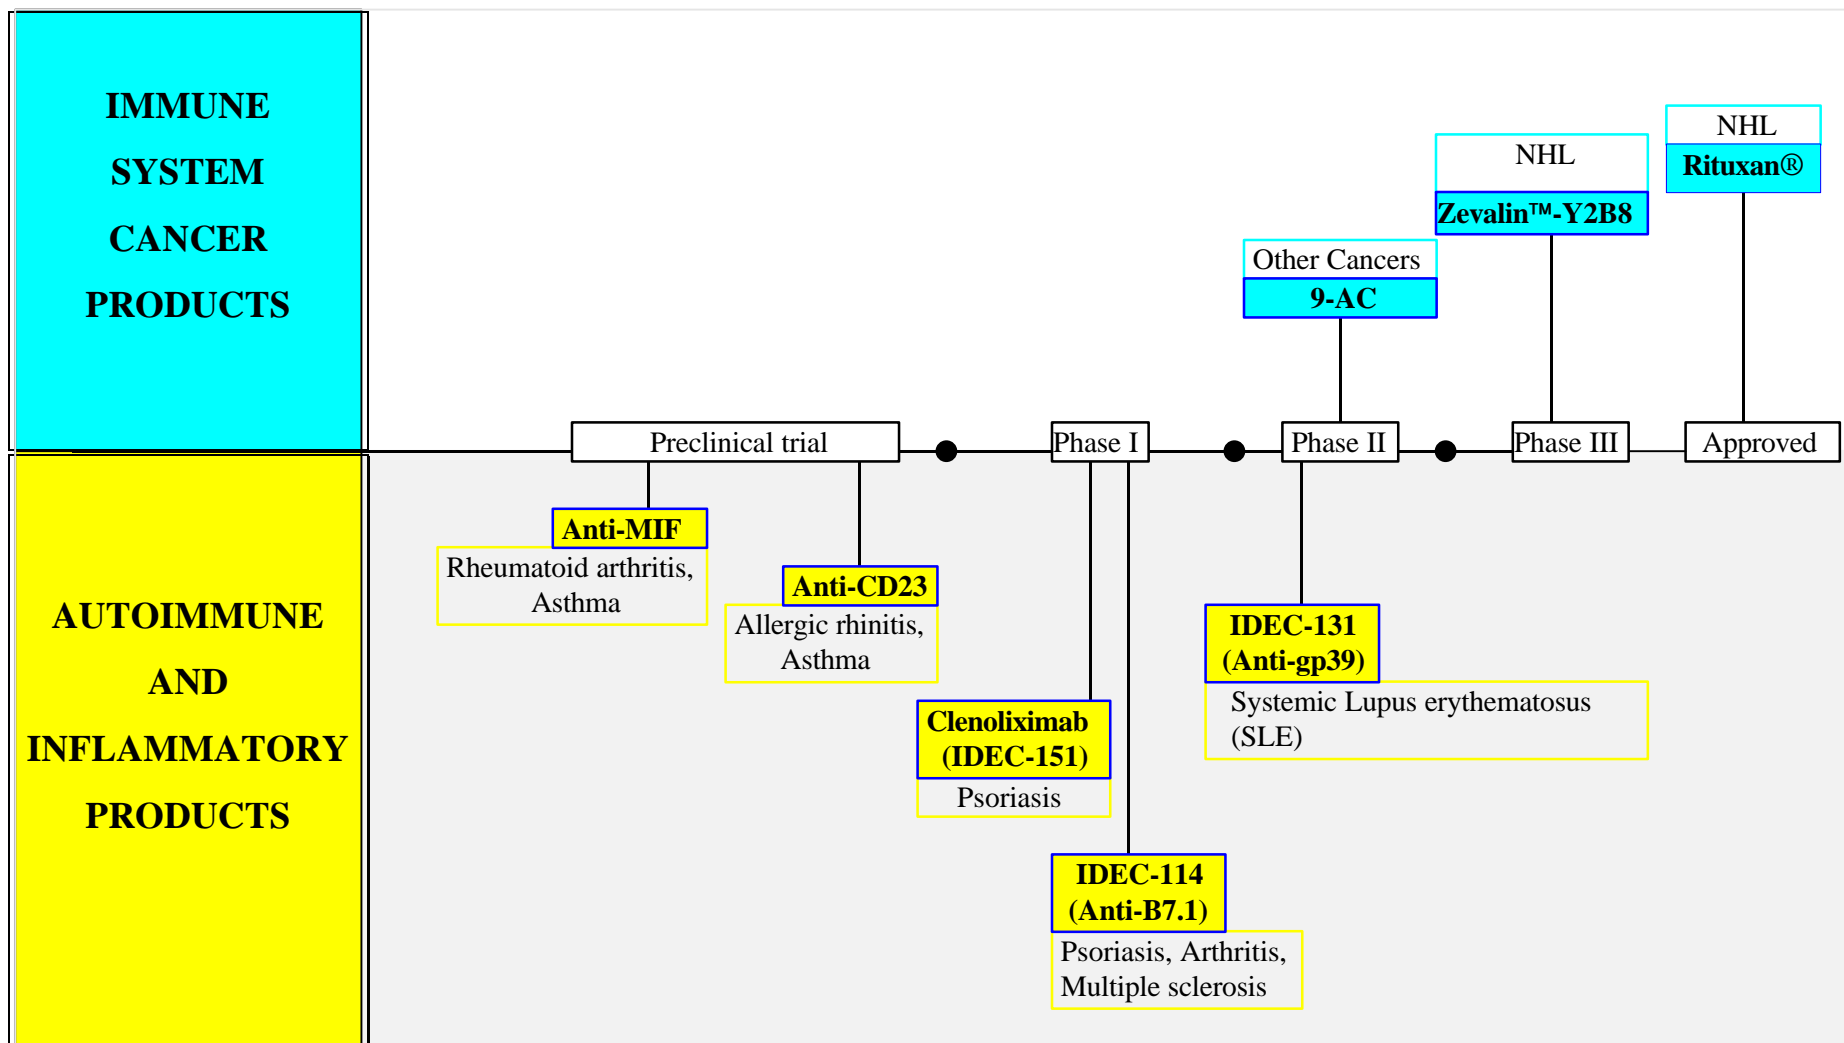 IMMUNE
SYSTEM
CANCER
PRODUCTS
NHL
Rituxan®
NHL
Zevalin™-Y2B8
Other Cancers
9-AC
Preclinical trial
Phase I
Phase II
Phase III
Approved
AUTOIMMUNE
AND
INFLAMMATORY
PRODUCTS
Anti-MIF
Rheumatoid arthritis,
Asthma
Anti-CD23
Allergic rhinitis,
Asthma
Clenoliximab
(IDEC-151)
Psoriasis
IDEC-114
(Anti-B7.1)
Psoriasis, Arthritis,
Multiple sclerosis
IDEC-131
(Anti-gp39)
Systemic Lupus erythematosus
(SLE)